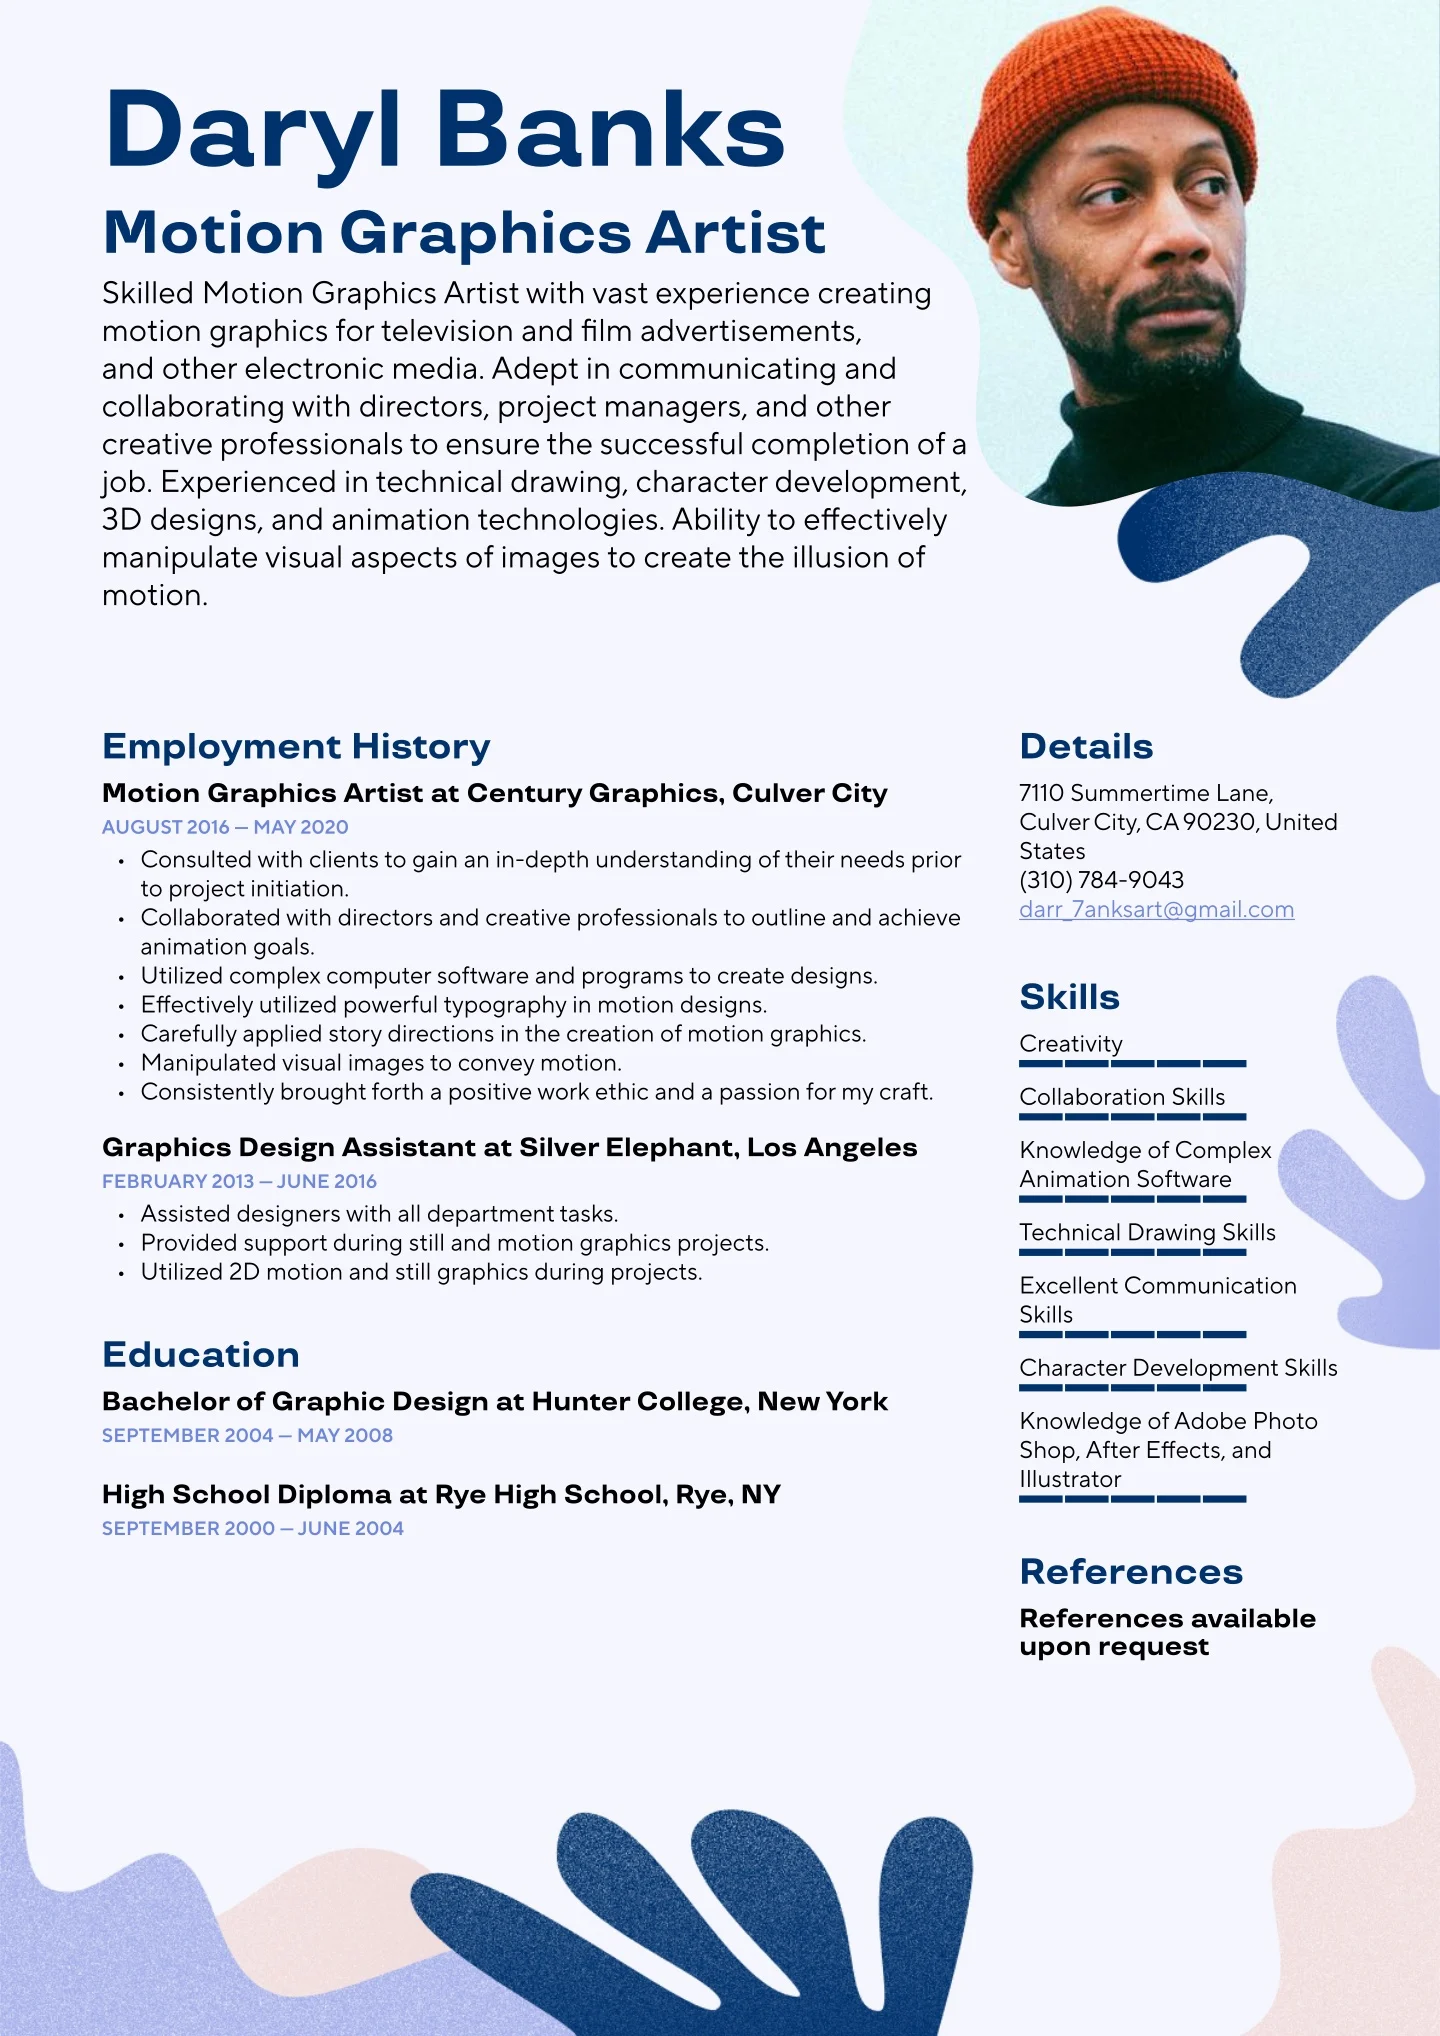 Daryl Banks
Motion Graphics Artist
Skilled Motion Graphics Artist with vast experience creating
motion graphics for television and film advertisements,
and other electronic media. Adept in communicating and
collaborating with directors, project managers, and other
creative professionals to ensure the successful completion of a
job. Experienced in technical drawing, character development,
3D designs, and animation technologies. Ability to effectively
manipulate visual aspects of images to create the illusion of
motion.
Employment History
Motion Graphics Artist at Century Graphics, Culver City
AUGUST 2016 — MAY 2020
• Consulted with clients to gain an in-depth understanding of their needs prior
to project initiation.
• Collaborated with directors and creative professionals to outline and achieve
animation goals.
• Utilized complex computer software and programs to create designs.
• Effectively utilized powerful typography in motion designs.
• Carefully applied story directions in the creation of motion graphics.
• Manipulated visual images to convey motion.
• Consistently brought forth a positive work ethic and a passion for my craft.
Graphics Design Assistant at Silver Elephant, Los Angeles
FEBRUARY 2013 — JUNE 2016
• Assisted designers with all department tasks.
• Provided support during still and motion graphics projects.
• Utilized 2D motion and still graphics during projects.
Education
Bachelor of Graphic Design at Hunter College, New York
SEPTEMBER 2004 — MAY 2008
High School Diploma at Rye High School, Rye, NY
SEPTEMBER 2000 — JUNE 2004
Details
7110 Summertime Lane,
Culver City, CA 90230, United
States
(310) 784-9043
darr_7anksart@gmail.com
Skills
Creativity
Collaboration Skills
Knowledge of Complex
Animation Software
Technical Drawing Skills
Excellent Communication
Skills
Character Development Skills
Knowledge of Adobe Photo
Shop, After Effects, and
Illustrator
References
References available
upon request